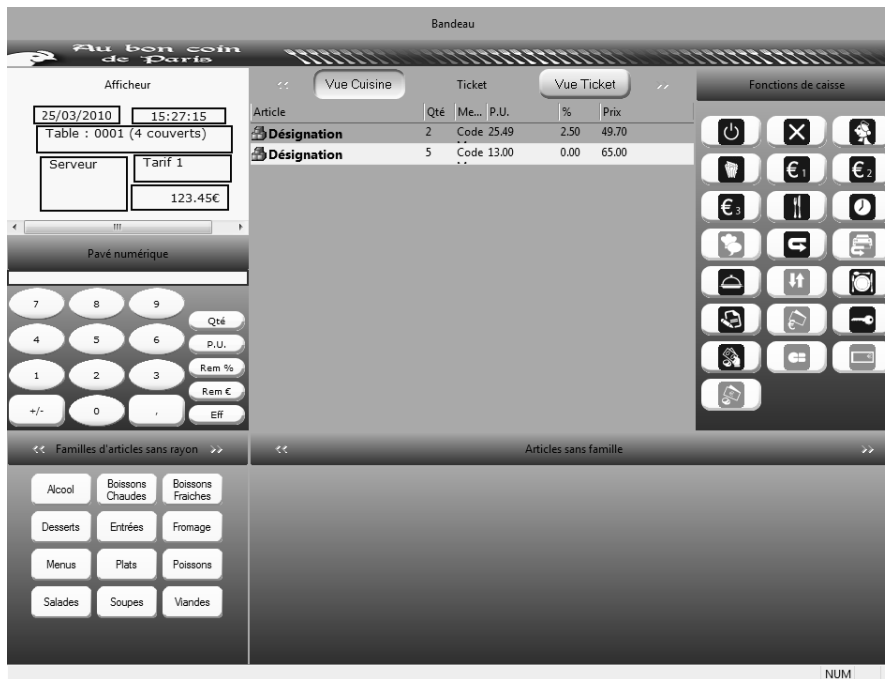 Bandeau
Au bon coin
de Paris
Afficheur
<< Vue Cuisine Ticket Vue Ticket >>
Fonctions de caisse
25/03/2010 15:27:15
Table : 0001 (4 couverts)
Serveur Tarif 1
123.45€
Article Qté Me... P.U. % Prix
Désignation 2 Code 25.49 2.50 49.70
Désignation 5 Code 13.00 0.00 65.00
€1 €2
€3
€
Pavé numérique
7 8 9
Qté
4 5 6
P.U.
1 2 3
Rem %
Rem €
+/- 0 ,
Eff
<< Familles d'articles sans rayon >>
<< Articles sans famille >>
Alcool Boissons Chaudes Boissons Fraiches
Desserts Entrées Fromage
Menus Plats Poissons
Salades Soupes Viandes
NUM